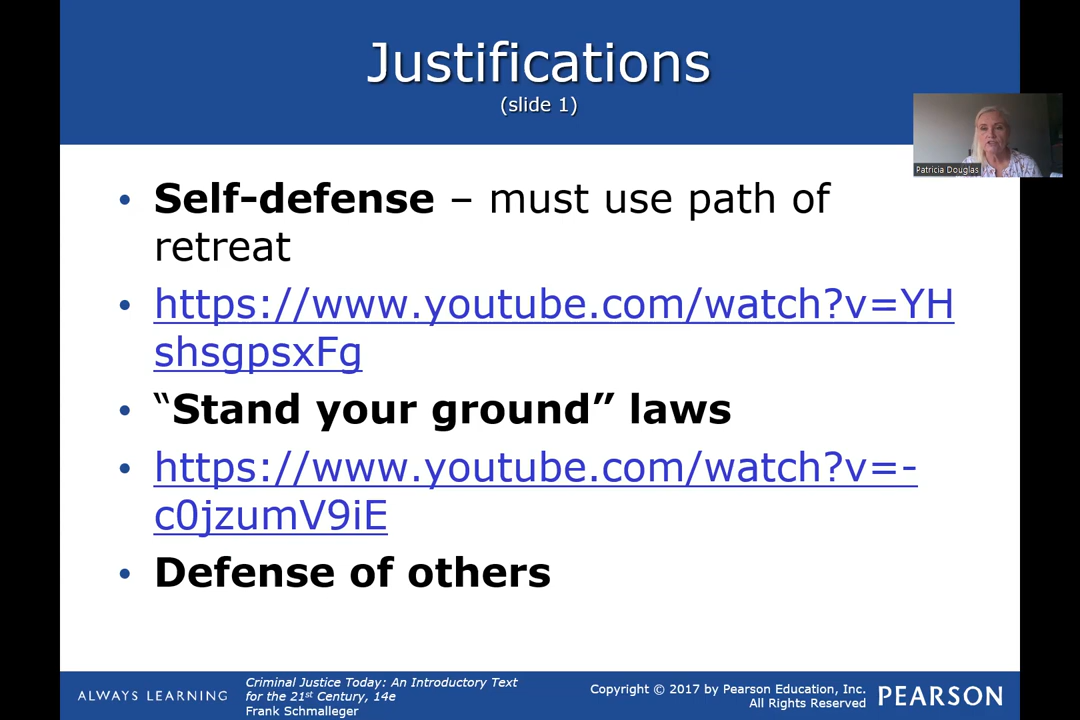 Justifications
(slide 1)
Patricia Douglas
• Self-defense – must use path of
retreat
• https://www.youtube.com/watch?v=YH
shsgpsxFg
• “Stand your ground” laws
• https://www.youtube.com/watch?v=-
c0jzumV9iE
• Defense of others
ALWAYS LEARNING
Criminal Justice Today: An Introductory Text
for the 21st Century, 14e
Frank Schmalleger
Copyright © 2017 by Pearson Education, Inc.
All Rights Reserved
PEARSON